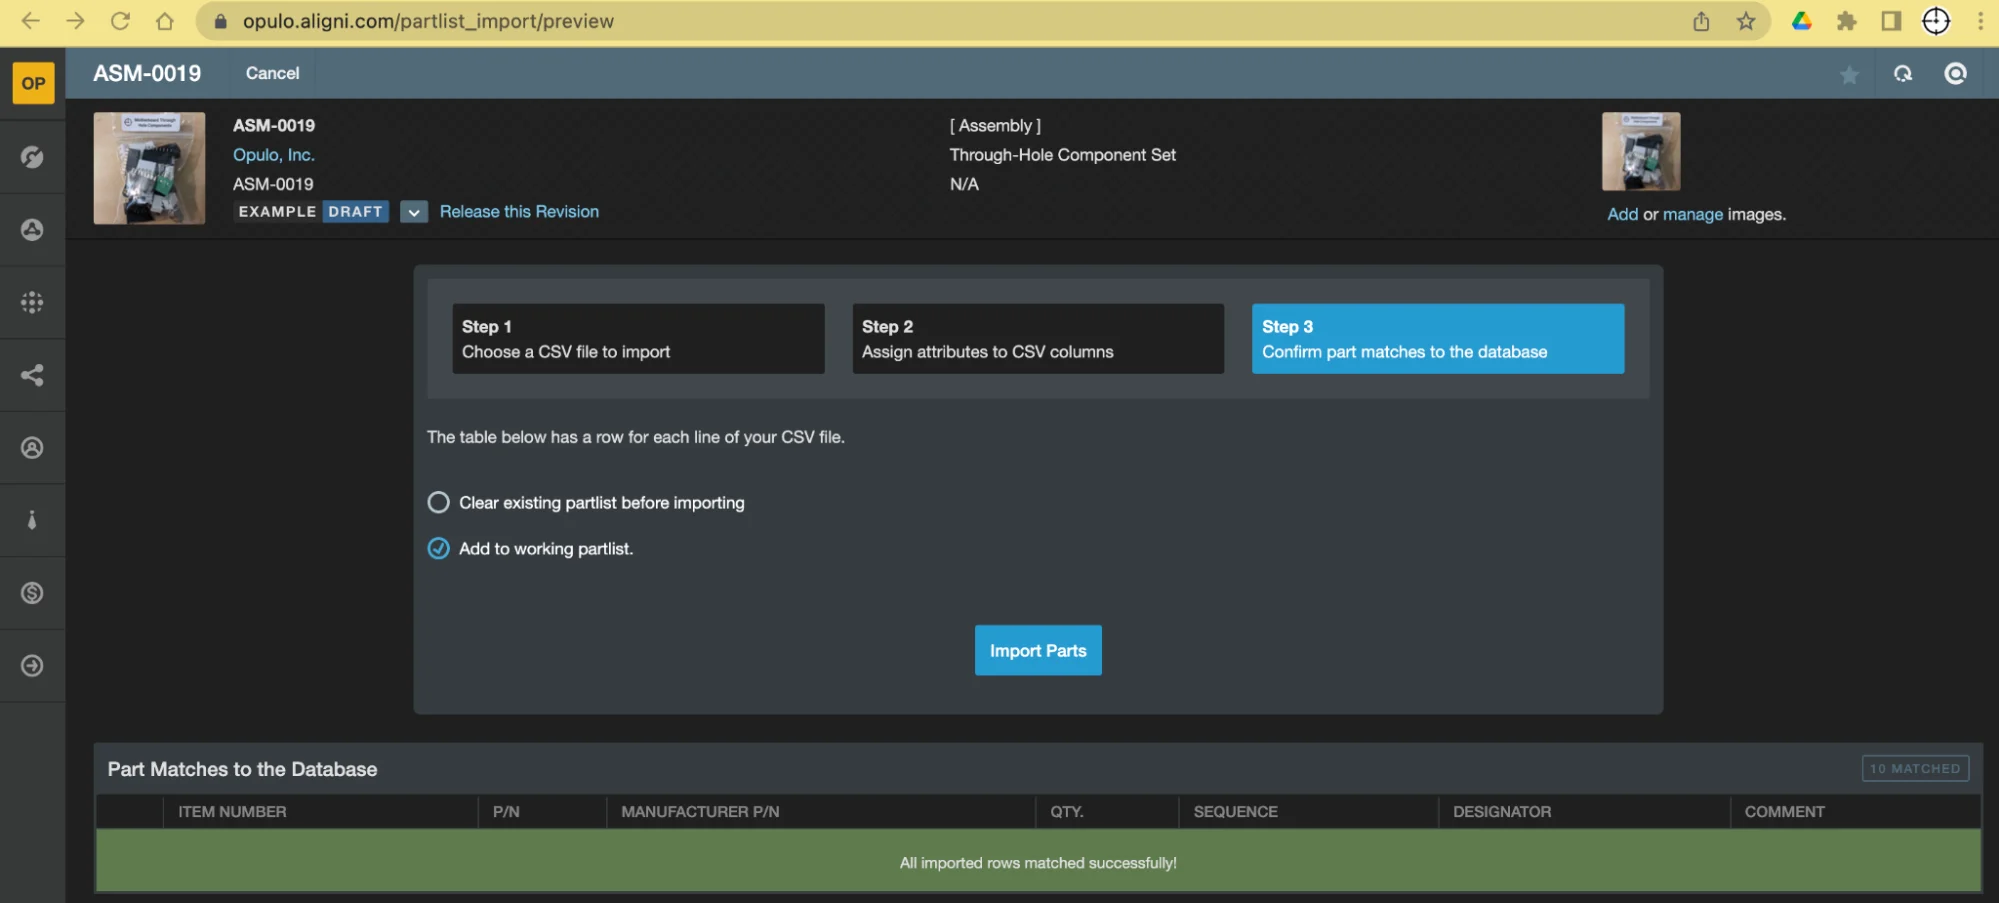 opulo.aligni.com/partlist_import/preview
OP
ASM-0019
Cancel
ASM-0019
Opulo, Inc.
ASM-0019
EXAMPLE DRAFT Release this Revision
[ Assembly ]
Through-Hole Component Set
N/A
Add or manage images.
Step 1
Choose a CSV file to import
Step 2
Assign attributes to CSV columns
Step 3
Confirm part matches to the database
The table below has a row for each line of your CSV file.
Clear existing partlist before importing
Add to working partlist.
Import Parts
Part Matches to the Database
10 MATCHED
ITEM NUMBER P/N MANUFACTURER P/N QTY. SEQUENCE DESIGNATOR COMMENT
All imported rows matched successfully!